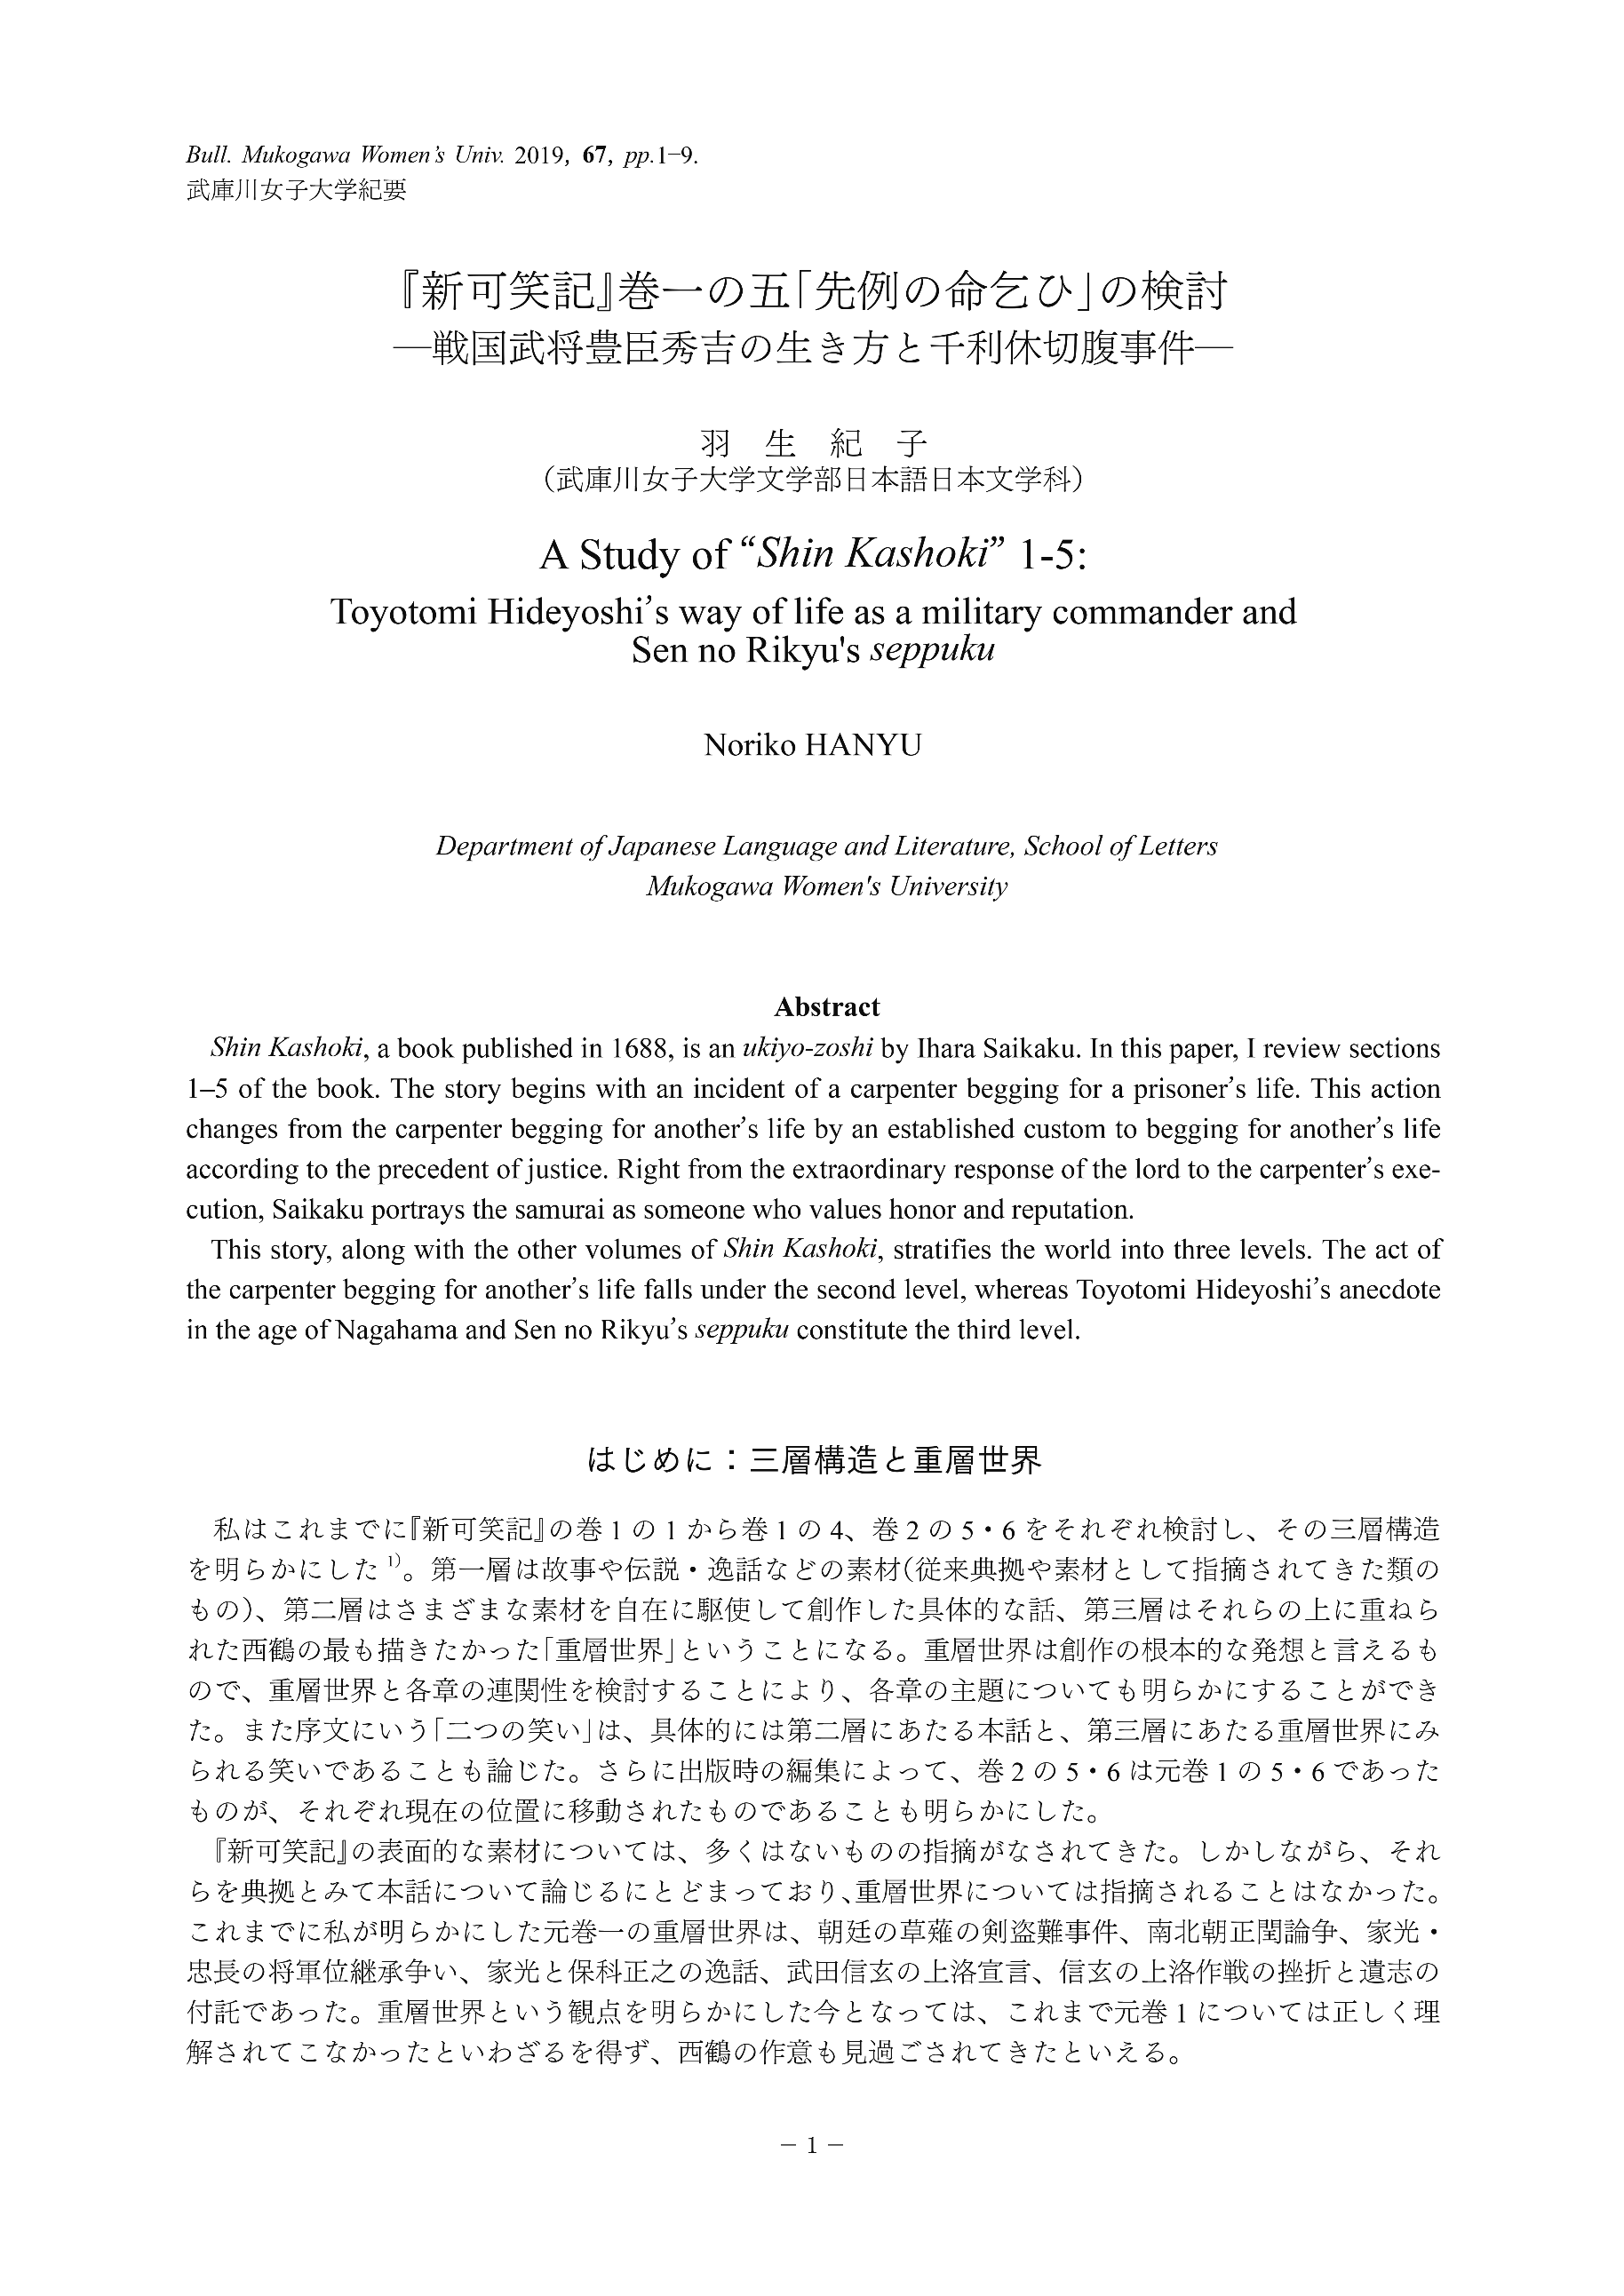 Bull. Mukogawa Women's Univ. 2019, 67, pp.1-9.
武庫川女子大学紀要
『新可笑記』巻一の五「先例の命乞ひ」の検討
―戦国武将豊臣秀吉の生き方と千利休切腹事件―
羽 生 紀 子
（武庫川女子大学文学部日本語日本文学科）
A Study of “Shin Kashoki” 1-5:
Toyotomi Hideyoshi’s way of life as a military commander and
Sen no Rikyu's seppuku
Noriko HANYU
Department of Japanese Language and Literature, School of Letters
Mukogawa Women's University
Abstract
Shin Kashoki, a book published in 1688, is an ukiyo-zoshi by Ihara Saikaku. In this paper, I review sections
1–5 of the book. The story begins with an incident of a carpenter begging for a prisoner’s life. This action
changes from the carpenter begging for another’s life by an established custom to begging for another’s life
according to the precedent of justice. Right from the extraordinary response of the lord to the carpenter’s exe-
cution, Saikaku portrays the samurai as someone who values honor and reputation.
This story, along with the other volumes of Shin Kashoki, stratifies the world into three levels. The act of
the carpenter begging for another’s life falls under the second level, whereas Toyotomi Hideyoshi’s anecdote
in the age of Nagahama and Sen no Rikyu’s seppuku constitute the third level.
はじめに：三層構造と重層世界
私はこれまでに『新可笑記』の巻 1 の 1 から巻 1 の 4、巻 2 の 5・6 をそれぞれ検討し、その三層構造
を明らかにした 1)。第一層は故事や伝説・逸話などの素材（従来典拠や素材として指摘されてきた類の
もの）、第二層はさまざまな素材を自在に駆使して創作した具体的な話、第三層はそれらの上に重ねら
れた西鶴の最も描きたかった「重層世界」ということになる。重層世界は創作の根本的な発想と言えるも
ので、重層世界と各章の連関性を検討することにより、各章の主題についても明らかにすることができ
た。また序文にいう「二つの笑い」は、具体的には第二層にあたる本話と、第三層にあたる重層世界にみ
られる笑いであることも論じた。さらに出版時の編集によって、巻 2 の 5・6 は元巻 1 の 5・6 であった
ものが、それぞれ現在の位置に移動されたものであることも明らかにした。
『新可笑記』の表面的な素材については、多くはないものの指摘がなされてきた。しかしながら、それ
らを典拠とみて本話について論じるにとどまっており、重層世界については指摘されることはなかった。
これまでに私が明らかにした元巻一の重層世界は、朝廷の草薙の剣盗難事件、南北朝正閏論争、家光・
忠長の将軍位継承争い、家光と保科正之の逸話、武田信玄の上洛宣言、信玄の上洛作戦の挫折と遺志の
付託であった。重層世界という観点を明らかにした今となっては、これまで元巻 1 については正しく理
解されてこなかったといわざるを得ず、西鶴の作意も見過ごされてきたといえる。
– 1 –